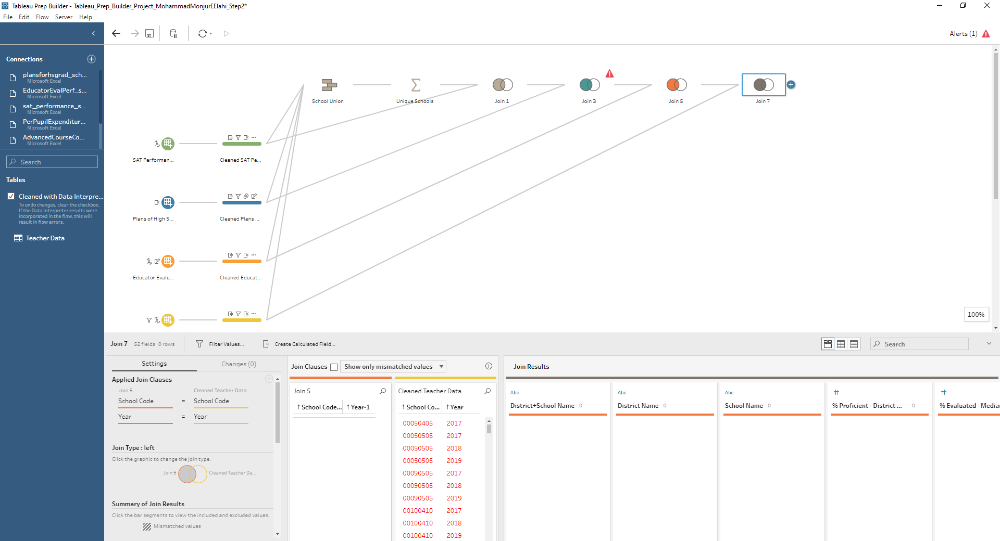 Tableau Prep Builder - Tableau_Prep_Builder_Project_MohammadMonjurEElahi_Step2*
File Edit Flow Server Help
Alerts (1)
Connections
plansforhsgrad_sch...
Microsoft Excel
EducatorEvalPerf_s...
Microsoft Excel
sat_performance_s...
Microsoft Excel
PerPupilExpenditur...
Microsoft Excel
AdvancedCourseCo...
Microsoft Excel
Search
Tables
Cleaned with Data Interpre...
To undo changes, clear the checkbox.
If the Data Interpreter results were
incorporated in the flow, this will
result in flow errors.
Teacher Data
School Union
Unique Schools
Join 1
Join 3
Join 5
Join 7
SAT Performan...
Cleaned SAT Pe...
Plans of High S...
Cleaned Plans ...
Educator Evalu...
Cleaned Educat...
100%
Join 7 52 fields 0 rows
Filter Values...
Create Calculated Field...
Search
Settings
Changes (0)
Applied Join Clauses
Join 5 Cleaned Teacher Data
School Code = School Code
Year = Year
Join Type : left
Click the graphic to change the join type.
Join 5 Cleaned Teacher Da...
Summary of Join Results
Click the bar segments to view the included and excluded values.
Mismatched values
Join Clauses
Show only mismatched values
Join 5
School Code... Year-1
Cleaned Teacher Data
School Co... Year
00050405 2017
00050505 2017
00050505 2018
00050505 2019
00090505 2017
00090505 2018
00090505 2019
00100410 2017
00100410 2018
00100410 2019
Join Results
Abc
District+School Name 0
Abc
District Name 0
Abc
School Name 0
#
% Proficient - District ... 0
#
% Evaluated - Media